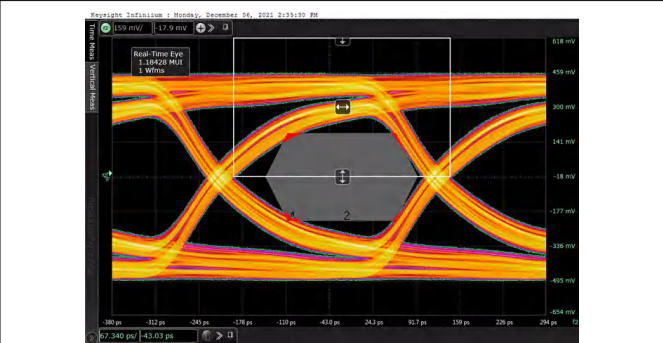 Keysight Infiniium : Monday, December 06, 2021 2:35:30 PM
159 mV/ -17.9 mV
Time Meas
Vertical Meas
Real-Time Eye
1.18428 MUI
1 Wfms
618 mV
459 mV
300 mV
141 mV
-18 mV
-177 mV
-336 mV
-495 mV
-654 mV
4 2
-380 ps -312 ps -245 ps -178 ps -110 ps -43.0 ps 24.3 ps 91.7 ps 159 ps 226 ps 294 ps f2
67.340 ps/ -43.03 ps